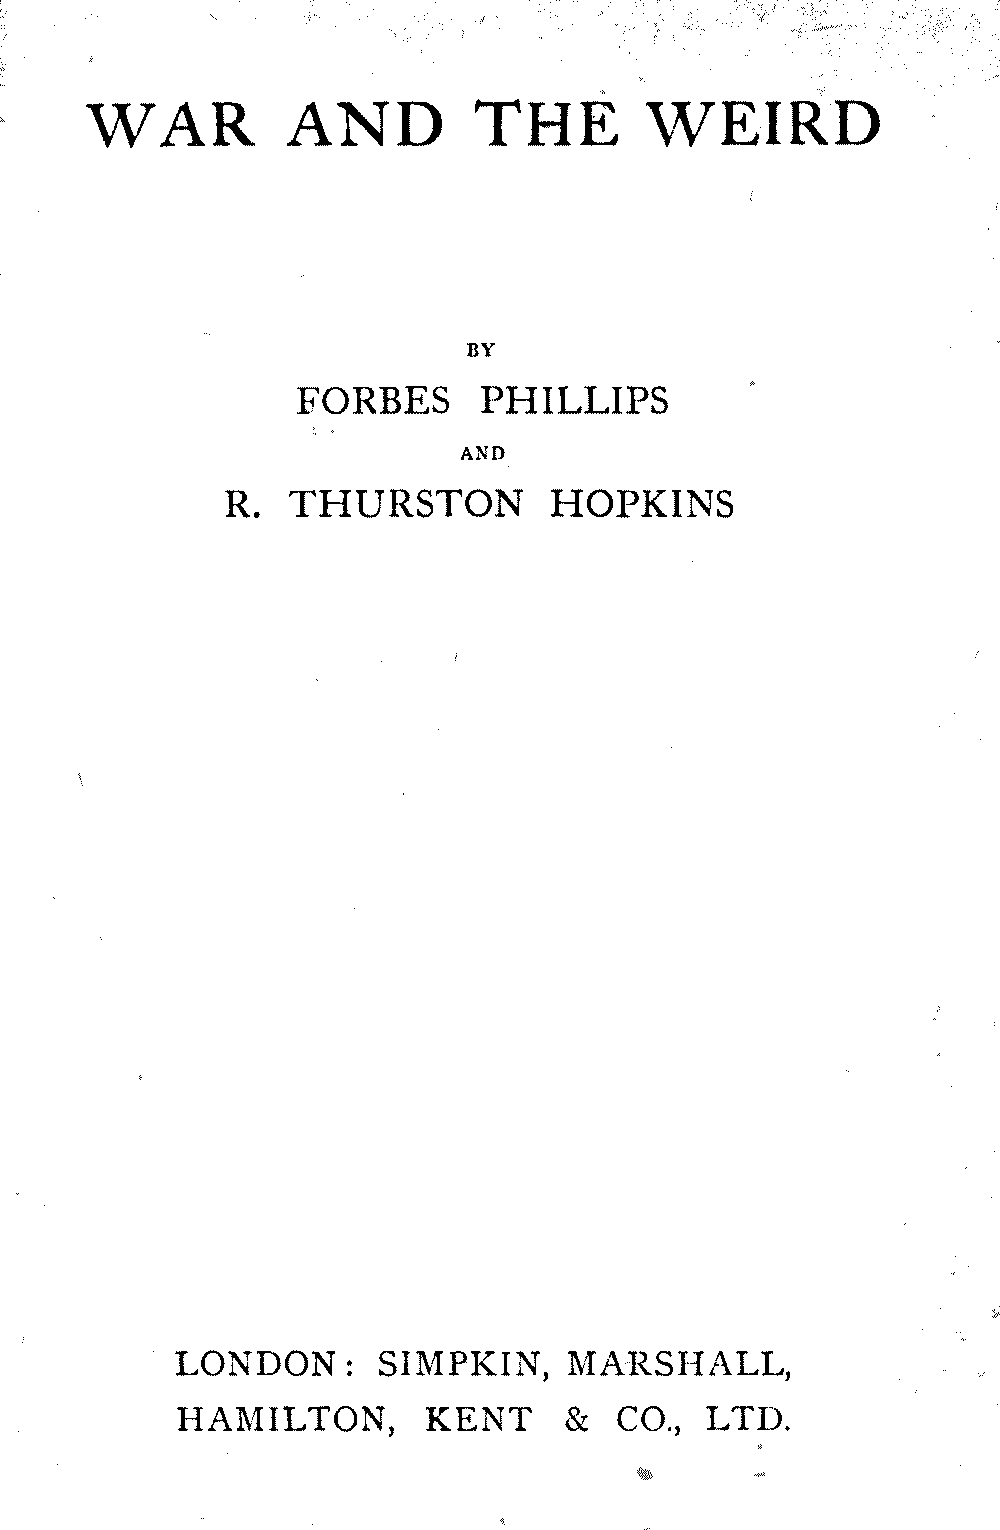 WAR AND THE WEIRD
BY
FORBES PHILLIPS
AND
R. THURSTON HOPKINS
LONDON: SIMPKIN, MARSHALL,
HAMILTON, KENT & CO., LTD.